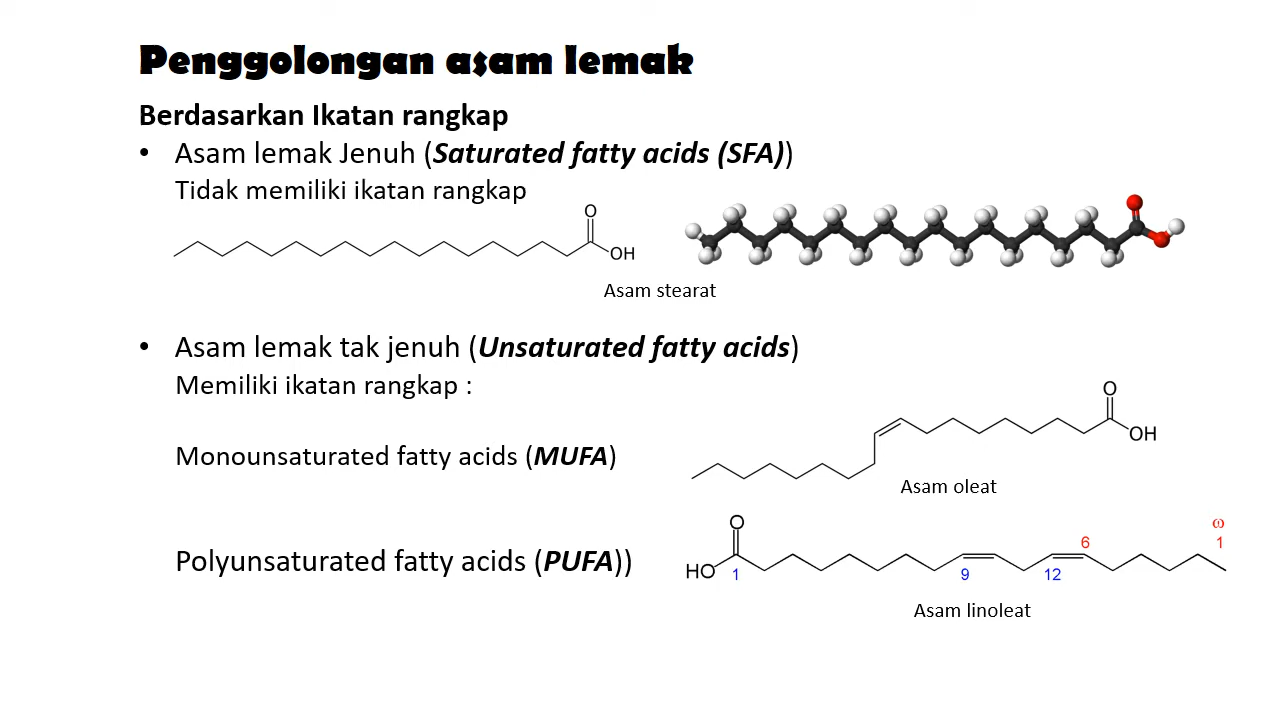 Penggolongan asam lemak
Berdasarkan Ikatan rangkap
• Asam lemak Jenuh (Saturated fatty acids (SFA))
Tidak memiliki ikatan rangkap
O
OH
Asam stearat
• Asam lemak tak jenuh (Unsaturated fatty acids)
Memiliki ikatan rangkap :
O
OH
Monounsaturated fatty acids (MUFA)
Asam oleat
O
ω
6
1
Polyunsaturated fatty acids (PUFA))
HO
1
9
12
Asam linoleat